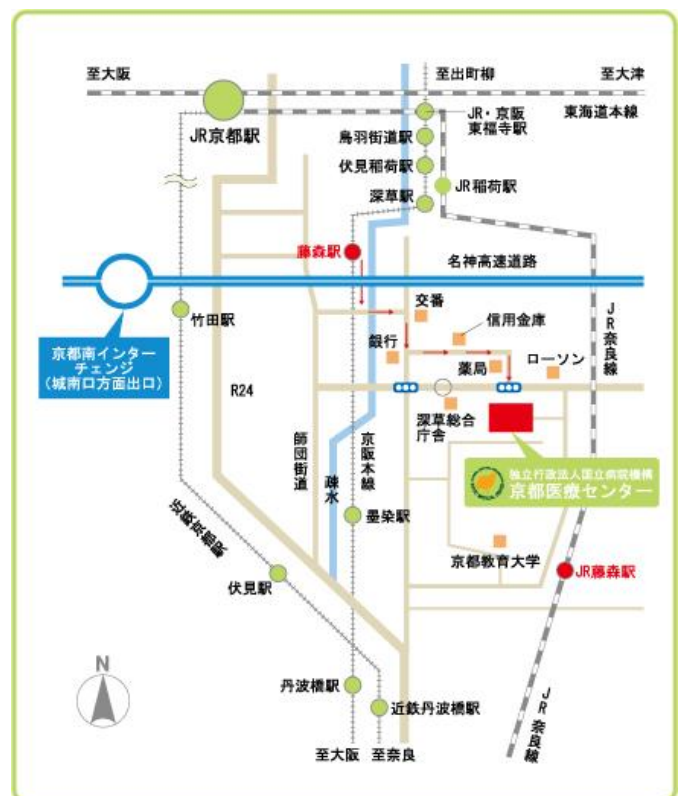 至大阪
至出町柳
至大津
JR京都駅
JR・京阪
東福寺駅
東海道本線
鳥羽街道駅
伏見稲荷駅
JR稲荷駅
深草駅
藤森駅
名神高速道路
竹田駅
交番
信用金庫
京都南インター
チェンジ
(城南口方面出口)
銀行
薬局
ローソン
JR奈良線
R24
深草総合
庁舎
師団街道
疏水
京阪本線
独立行政法人国立病院機構
京都医療センター
墨染駅
近鉄京都駅
京都教育大学
伏見駅
JR藤森駅
N
丹波橋駅
近鉄丹波橋駅
JR奈良線
至大阪
至奈良